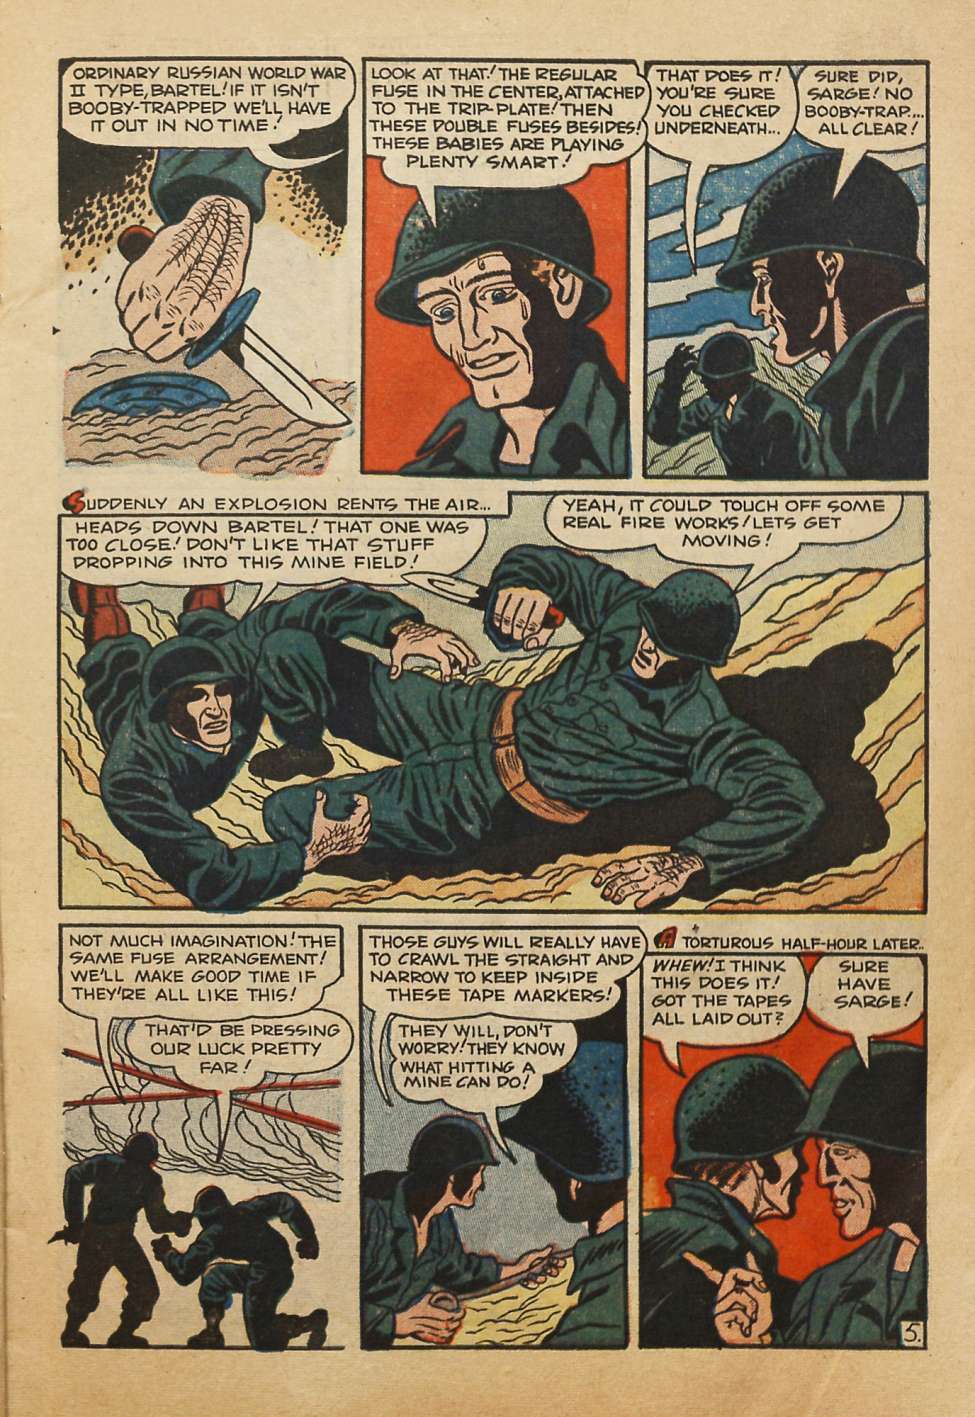 ORDINARY RUSSIAN WORLD WAR
II TYPE, BARTEL! IF IT ISN'T
BOOBY-TRAPPED WE'LL HAVE
IT OUT IN NO TIME!
LOOK AT THAT! THE REGULAR
FUSE IN THE CENTER, ATTACHED
TO THE TRIP-PLATE! THEN
THESE DOUBLE FUSES BESIDES!
THESE BABIES ARE PLAYING
PLENTY SMART!
THAT DOES IT!
YOU'RE SURE
YOU CHECKED
UNDERNEATH...
SURE DID,
SARGE! NO
BOOBY-TRAP...
ALL CLEAR!
SUDDENLY AN EXPLOSION RENTS THE AIR...
HEADS DOWN BARTEL! THAT ONE WAS
TOO CLOSE! DON'T LIKE THAT STUFF
DROPPING INTO THIS MINE FIELD!
YEAH, IT COULD TOUCH OFF SOME
REAL FIRE WORKS! LETS GET
MOVING!
NOT MUCH IMAGINATION! THE
SAME FUSE ARRANGEMENT!
WE'LL MAKE GOOD TIME IF
THEY'RE ALL LIKE THIS!
THAT'D BE PRESSING
OUR LUCK PRETTY
FAR!
THOSE GUYS WILL REALLY HAVE
TO CRAWL THE STRAIGHT AND
NARROW TO KEEP INSIDE
THESE TAPE MARKERS!
THEY WILL, DON'T
WORRY! THEY KNOW
WHAT HITTING A
MINE CAN DO!
A TORTUROUS HALF-HOUR LATER..
WHEW! I THINK
THIS DOES IT!
GOT THE TAPES
ALL LAID OUT?
SURE
HAVE
SARGE!
5.